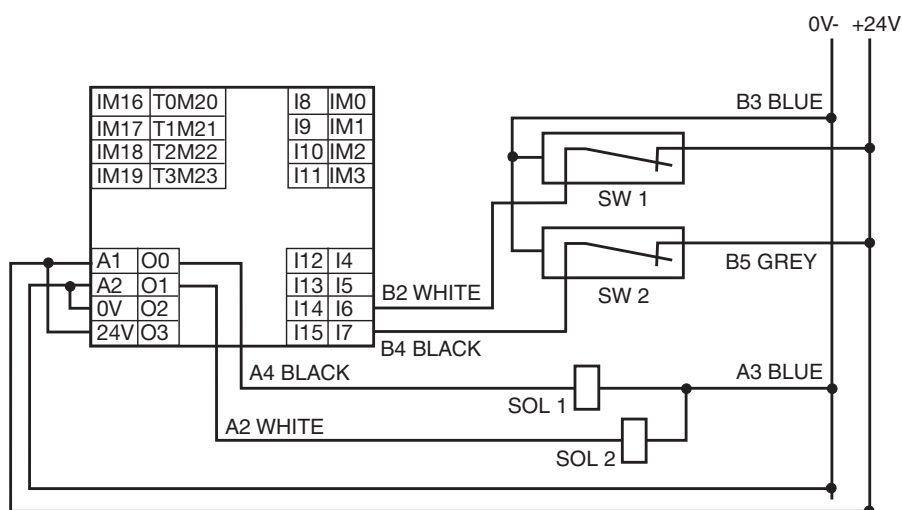 0V- +24V
B3 BLUE
IM16 T0M20 I8 IM0
IM17 T1M21 I9 IM1
IM18 T2M22 I10 IM2
IM19 T3M23 I11 IM3
SW 1
A1 O0 I12 I4
A2 O1 I13 I5
0V O2 I14 I6
24V O3 I15 I7
B5 GREY
B2 WHITE
SW 2
B4 BLACK
A4 BLACK
A3 BLUE
SOL 1
A2 WHITE
SOL 2